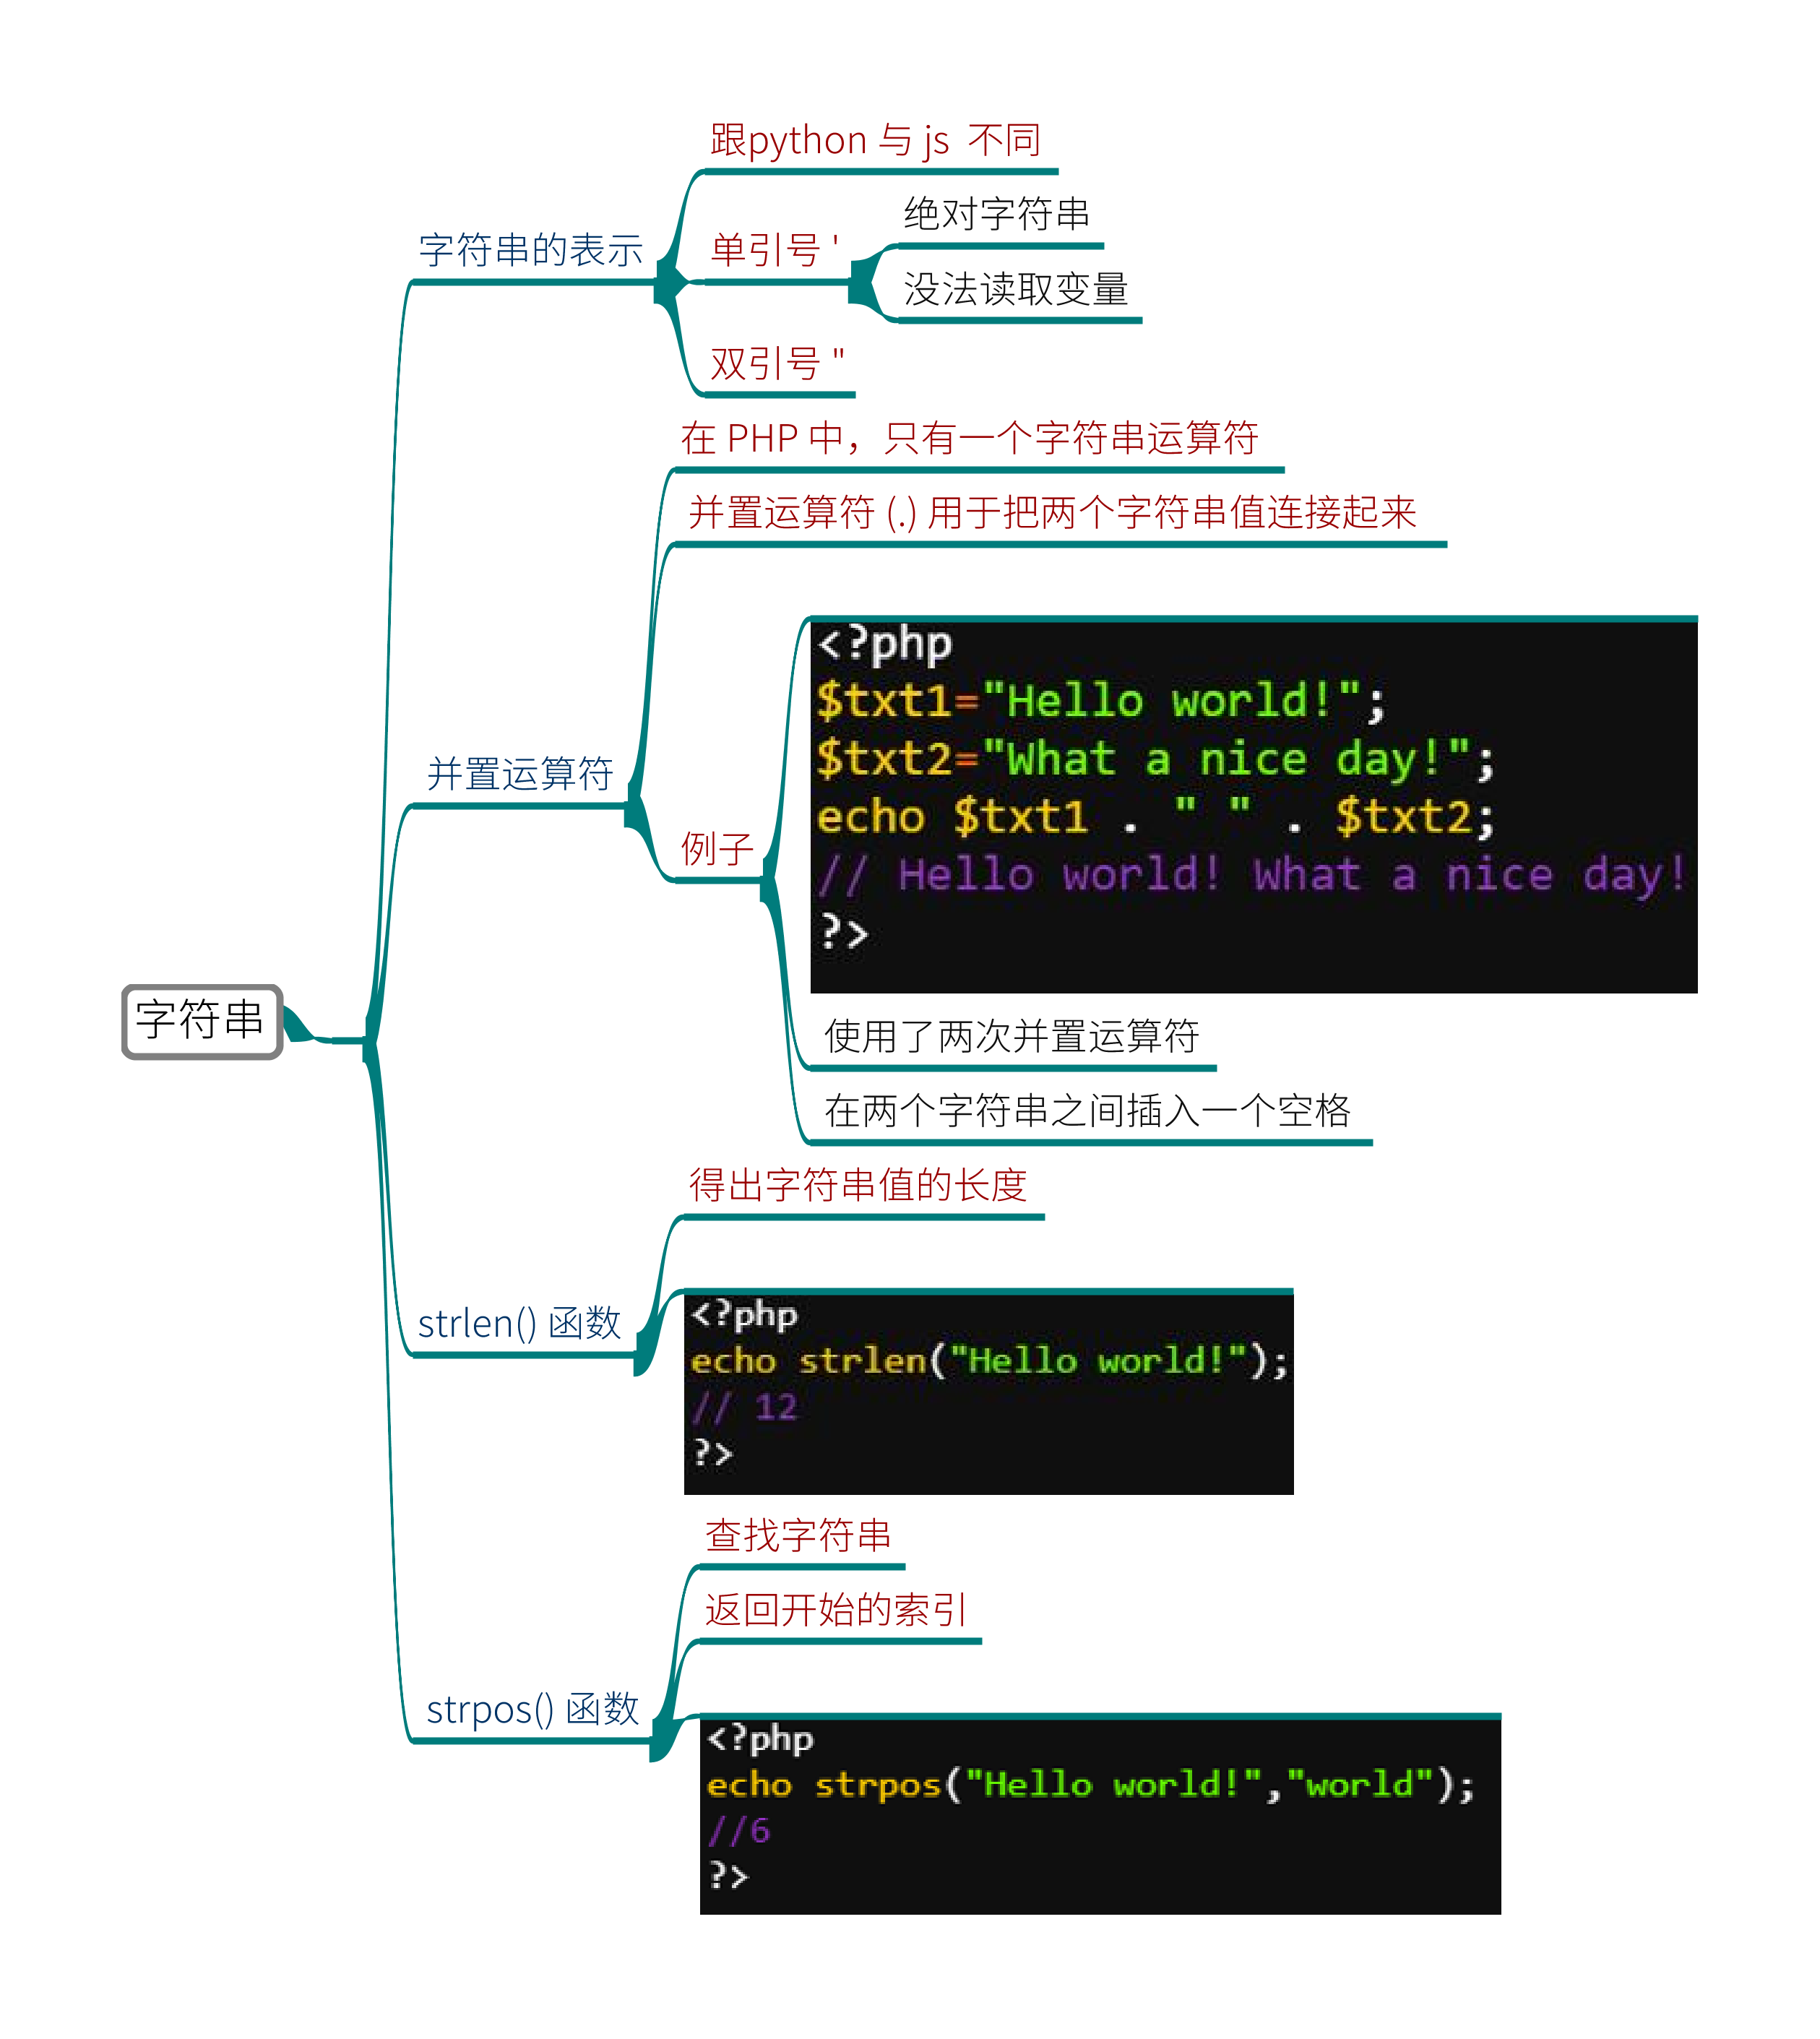 字符串
字符串的表示
跟python 与 js 不同
单引号 '
绝对字符串
没法读取变量
双引号 "
并置运算符
在 PHP 中，只有一个字符串运算符
并置运算符 (.) 用于把两个字符串值连接起来
例子
<?php
$txt1="Hello world!";
$txt2="What a nice day!";
echo $txt1 . " " . $txt2;
// Hello world! What a nice day!
?>
使用了两次并置运算符
在两个字符串之间插入一个空格
strlen() 函数
得出字符串值的长度
<?php
echo strlen("Hello world!");
// 12
?>
strpos() 函数
查找字符串
返回开始的索引
<?php
echo strpos("Hello world!","world");
//6
?>